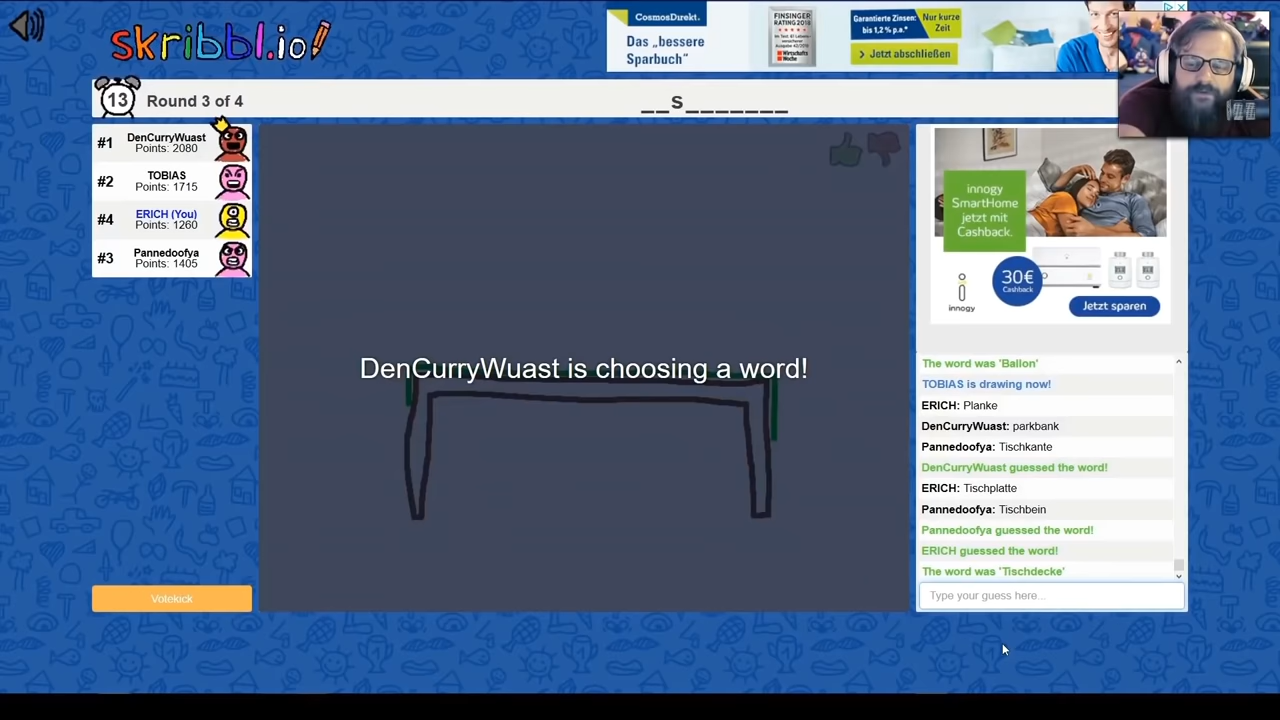 skribbl.io
CosmosDirekt.
Das „bessere
Sparbuch“
FINSINGER
RATING 2018
Garantierte Zinsen:
bis 1,2 % p.a.*
Nur kurze
Zeit
> Jetzt abschließen
13
Round 3 of 4
__S_______
#1
DenCurryWuast
Points: 2080
#2
TOBIAS
Points: 1715
#4
ERICH (You)
Points: 1260
#3
Pannedoofya
Points: 1405
Votekick
DenCurryWuast is choosing a word!
innogy
SmartHome
jetzt mit
Cashback.
30€
Cashback
innogy
Jetzt sparen
The word was 'Ballon'
TOBIAS is drawing now!
ERICH: Planke
DenCurryWuast: parkbank
Pannedoofya: Tischkante
DenCurryWuast guessed the word!
ERICH: Tischplatte
Pannedoofya: Tischbein
Pannedoofya guessed the word!
ERICH guessed the word!
The word was 'Tischdecke'
Type your guess here...